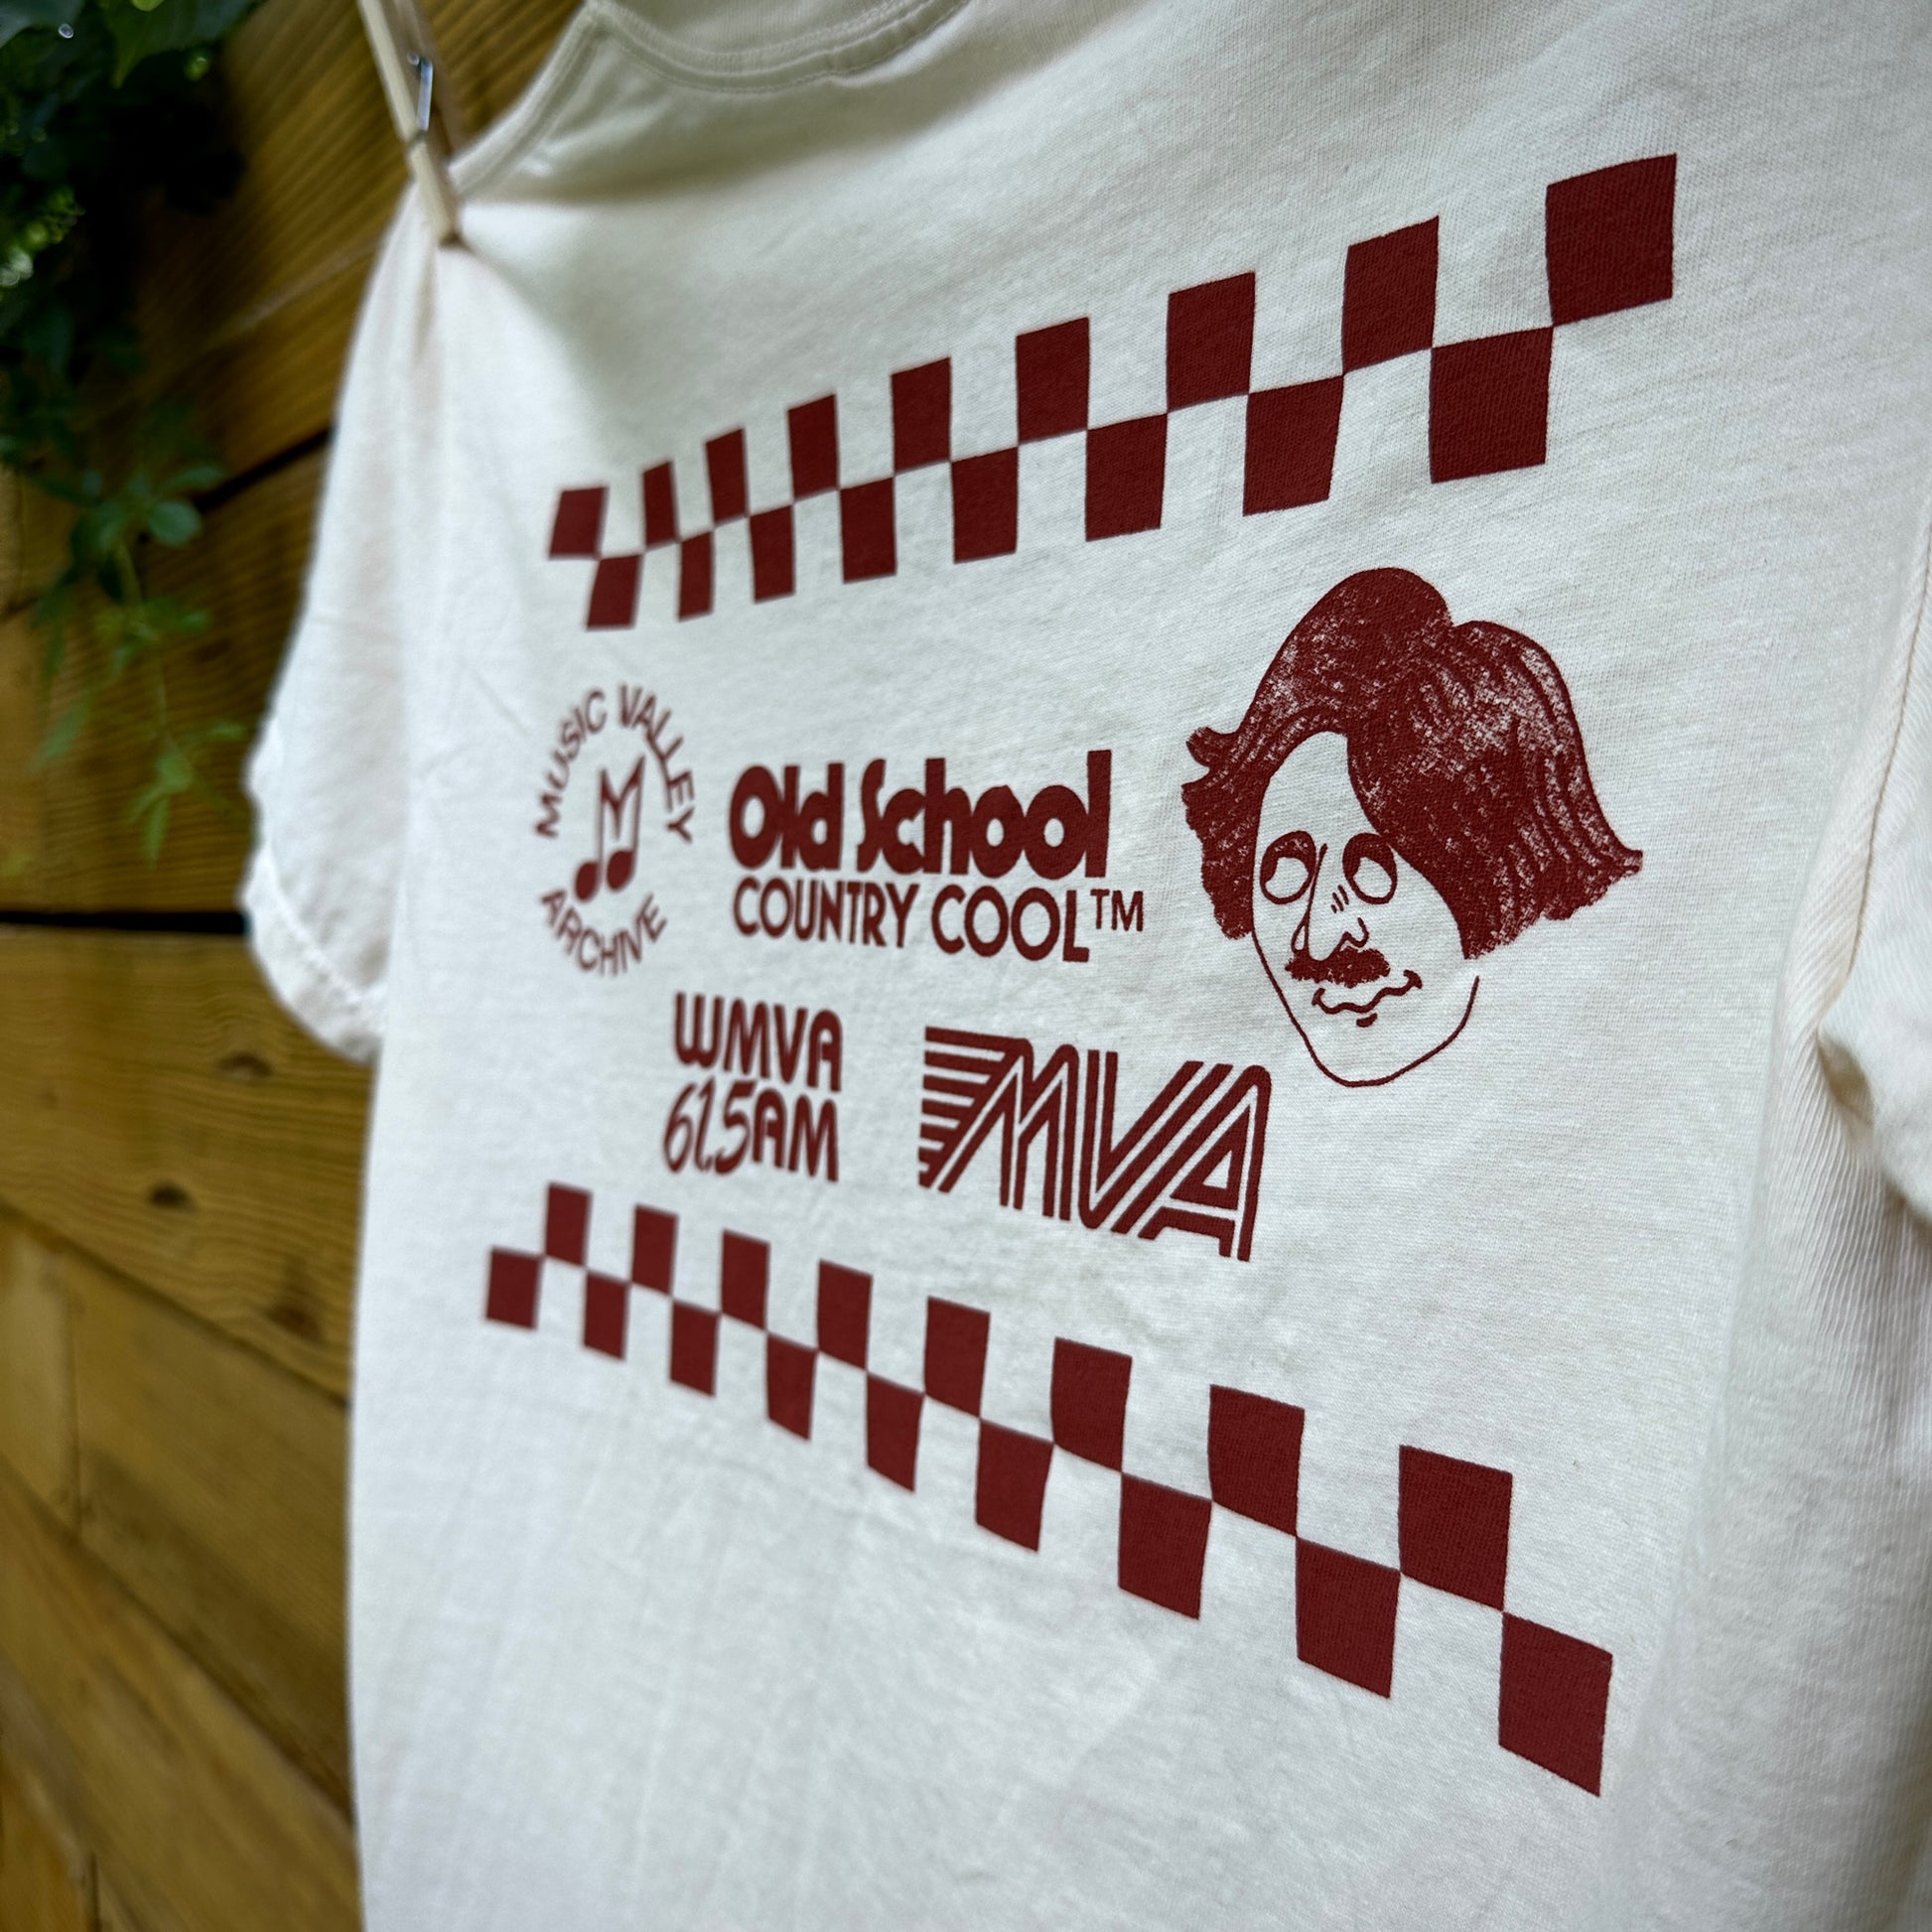 MUSIC VALLEY
ARCHIVE
Old School
COUNTRY COOL™
WMVA
61.5AM
MVA